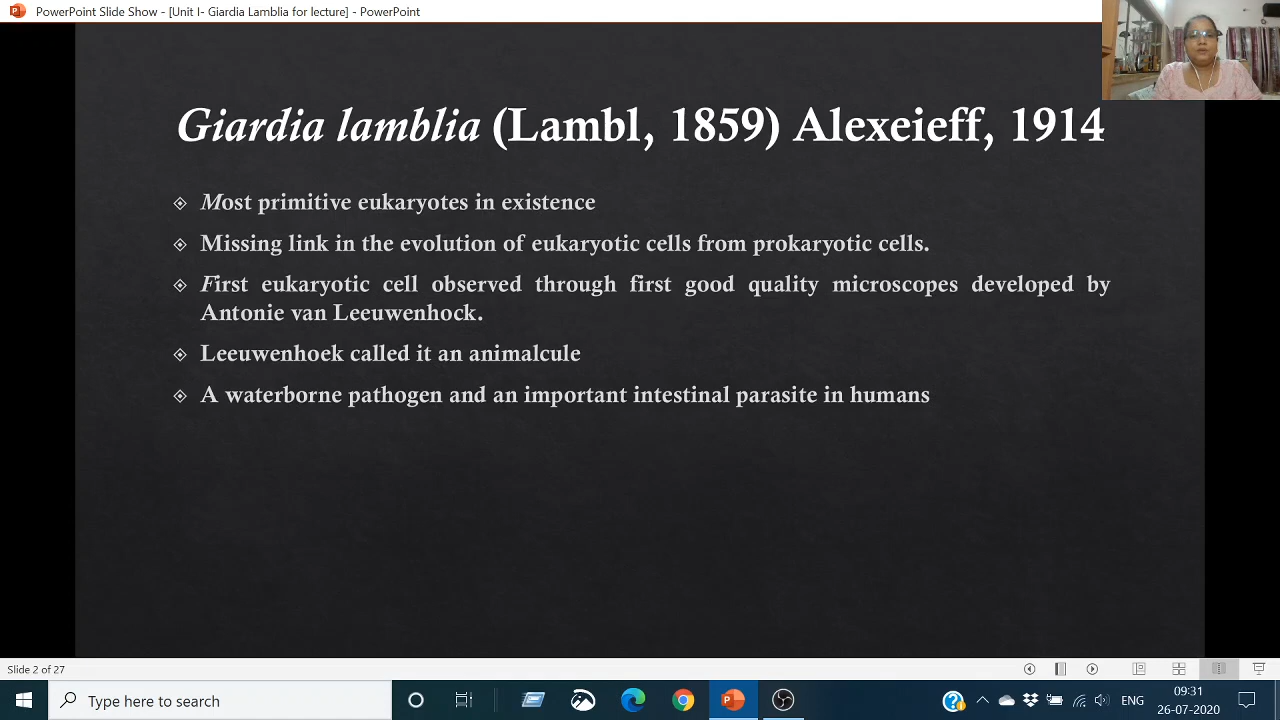 PowerPoint Slide Show - [Unit I- Giardia Lamblia for lecture] - PowerPoint
Giardia lamblia (Lambl, 1859) Alexeieff, 1914
Most primitive eukaryotes in existence
Missing link in the evolution of eukaryotic cells from prokaryotic cells.
First eukaryotic cell observed through first good quality microscopes developed by
Antonie van Leeuwenhock.
Leeuwenhoek called it an animalcule
A waterborne pathogen and an important intestinal parasite in humans
Slide 2 of 27
Type here to search
ENG
09:31
26-07-2020